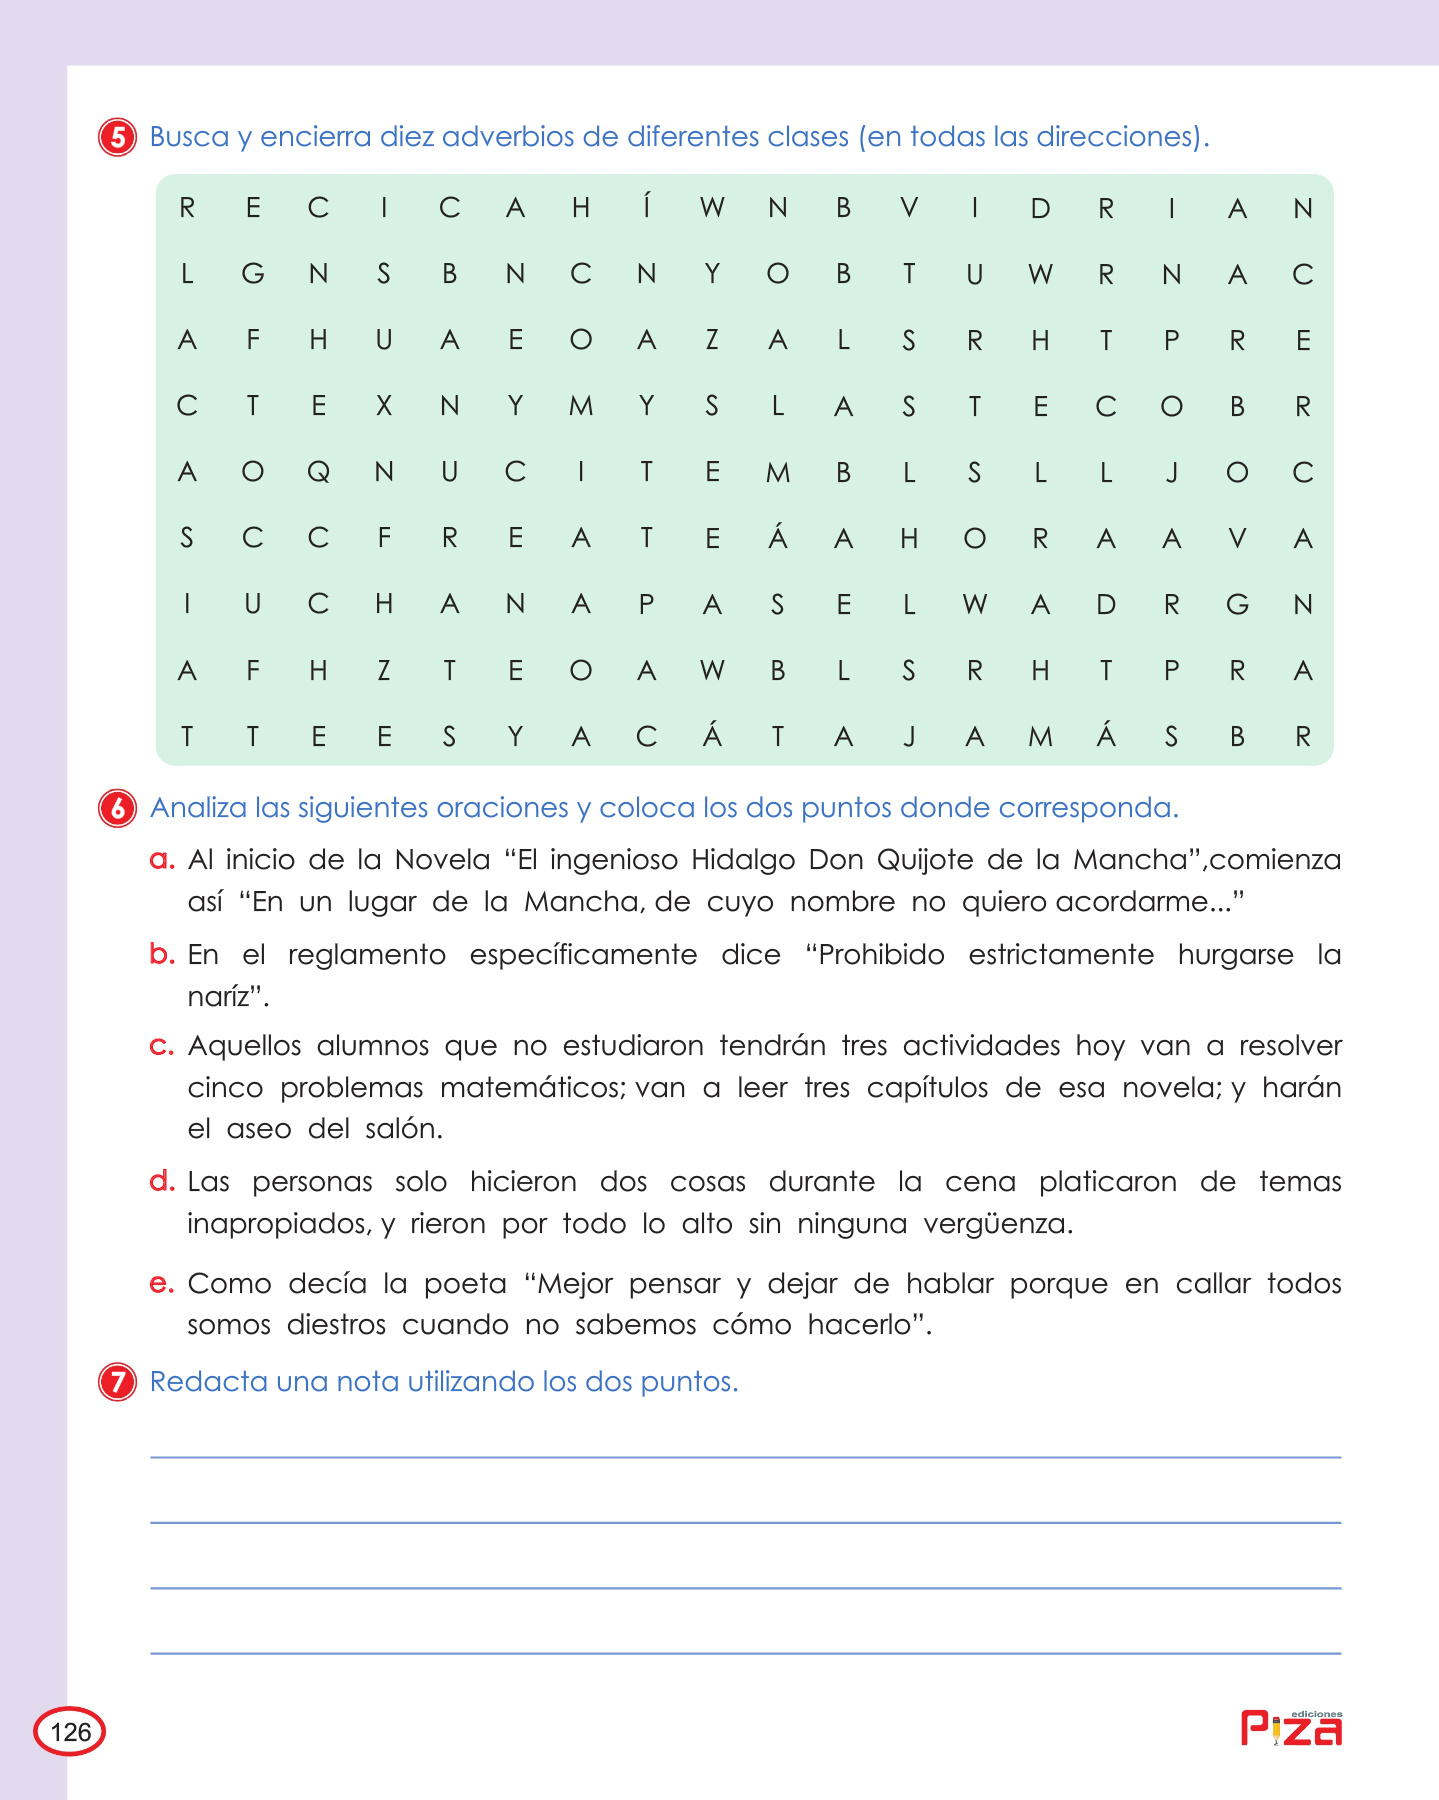 5 Busca y encierra diez adverbios de diferentes clases (en todas las direcciones).
R E C I C A H Í W N B V I D R I A N
L G N S B N C N Y O B T U W R N A C
A F H U A E O A Z A L S R H T P R E
C T E X N Y M Y S L A S T E C O B R
A O Q N U C I T E M B L S L L J O C
S C C F R E A T E Á A H O R A A V A
I U C H A N A P A S E L W A D R G N
A F H Z T E O A W B L S R H T P R A
T T E E S Y A C Á T A J A M Á S B R
6 Analiza las siguientes oraciones y coloca los dos puntos donde corresponda.
a. Al inicio de la Novela “El ingenioso Hidalgo Don Quijote de la Mancha”,comienza
así “En un lugar de la Mancha, de cuyo nombre no quiero acordarme...”
b. En el reglamento específicamente dice “Prohibido estrictamente hurgarse la
naríz”.
c. Aquellos alumnos que no estudiaron tendrán tres actividades hoy van a resolver
cinco problemas matemáticos; van a leer tres capítulos de esa novela; y harán
el aseo del salón.
d. Las personas solo hicieron dos cosas durante la cena platicaron de temas
inapropiados, y rieron por todo lo alto sin ninguna vergüenza.
e. Como decía la poeta “Mejor pensar y dejar de hablar porque en callar todos
somos diestros cuando no sabemos cómo hacerlo”.
7 Redacta una nota utilizando los dos puntos.
126
ediciones
Piza